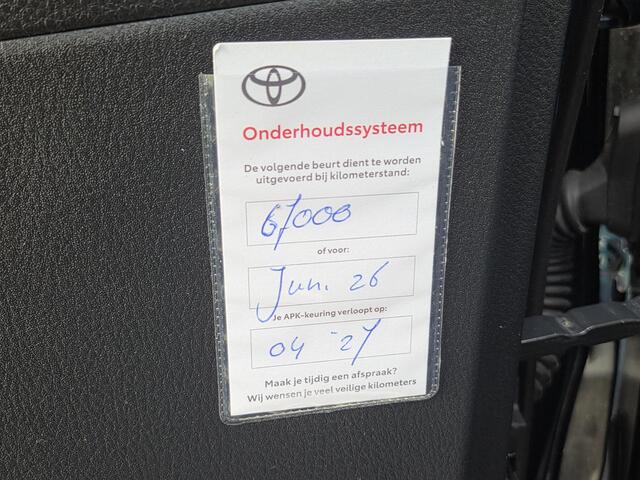 Onderhoudssysteem
De volgende beurt dient te worden
uitgevoerd bij kilometerstand:
67000
of voor:
Jun. 26
Je APK-keuring verloopt op:
04 - 27
Maak je tijdig een afspraak?
Wij wensen je veel veilige kilometers